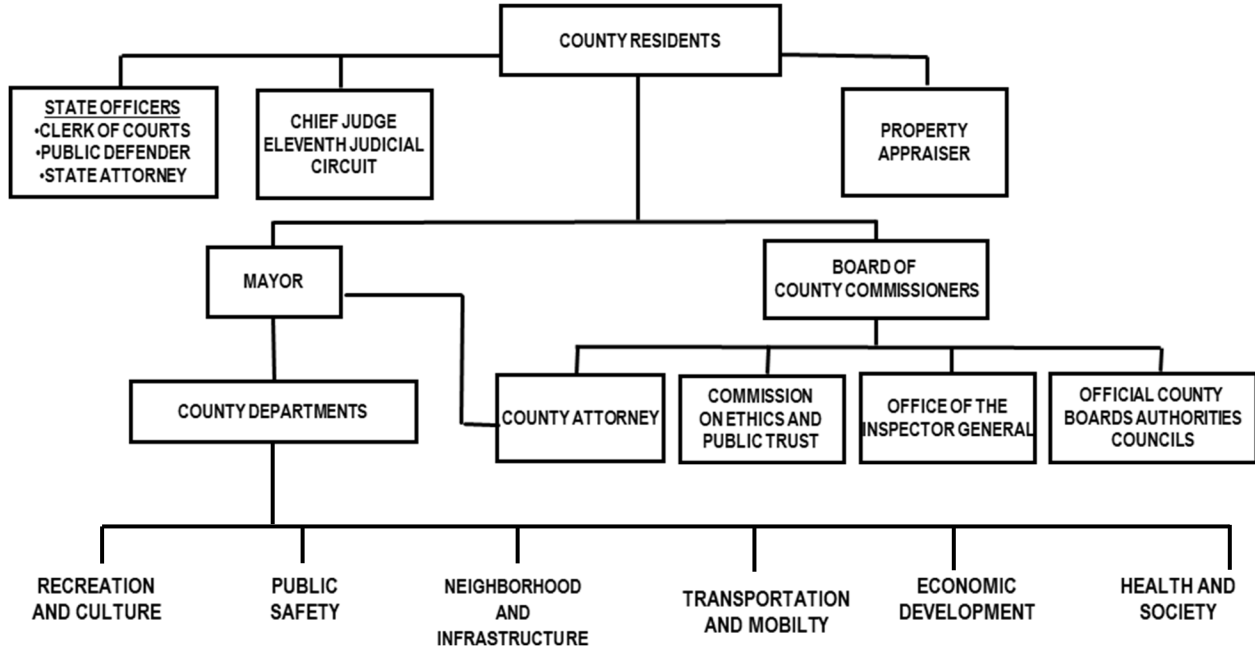 COUNTY RESIDENTS
STATE OFFICERS
•CLERK OF COURTS
•PUBLIC DEFENDER
•STATE ATTORNEY
CHIEF JUDGE
ELEVENTH JUDICIAL
CIRCUIT
PROPERTY
APPRAISER
MAYOR
BOARD OF
COUNTY COMMISSIONERS
COUNTY DEPARTMENTS
COUNTY ATTORNEY
COMMISSION
ON ETHICS AND
PUBLIC TRUST
OFFICE OF THE
INSPECTOR GENERAL
OFFICIAL COUNTY
BOARDS AUTHORITIES
COUNCILS
RECREATION
AND CULTURE
PUBLIC
SAFETY
NEIGHBORHOOD
AND
INFRASTRUCTURE
TRANSPORTATION
AND MOBILTY
ECONOMIC
DEVELOPMENT
HEALTH AND
SOCIETY